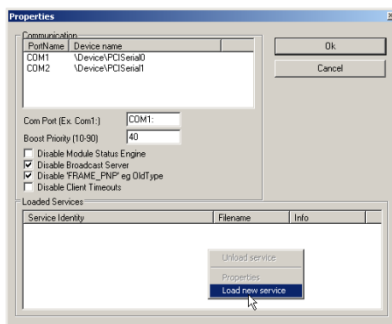 Properties
Communication
PortName Device name
COM1 \Device\PCISerial0
COM2 \Device\PCISerial1
Ok
Cancel
Com Port (Ex. Com1:) COM1:
Boost Priority (10-90) 40
Disable Module Status Engine
Disable Broadcast Server
Disable 'FRAME_PNP' eg OldType
Disable Client Timeouts
Loaded Services
Service Identity Filename Info
Unload service
Properties
Load new service